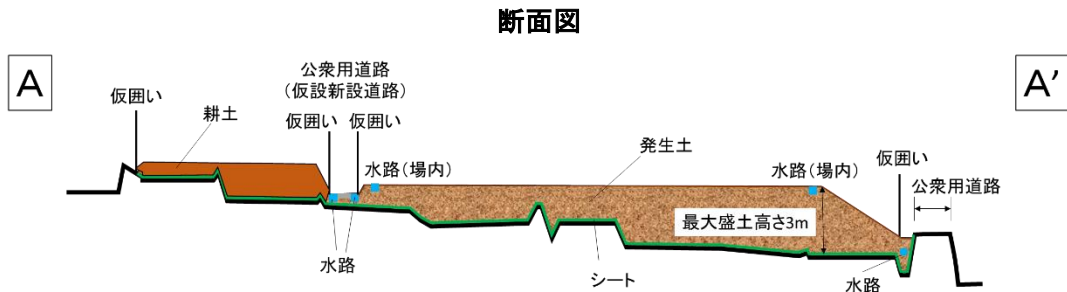 断面図
A
A’
公衆用道路
（仮設新設道路）
仮囲い
耕土
仮囲い
仮囲い
水路（場内）
発生土
水路（場内）
仮囲い
公衆用道路
最大盛土高さ3m
水路
シート
水路